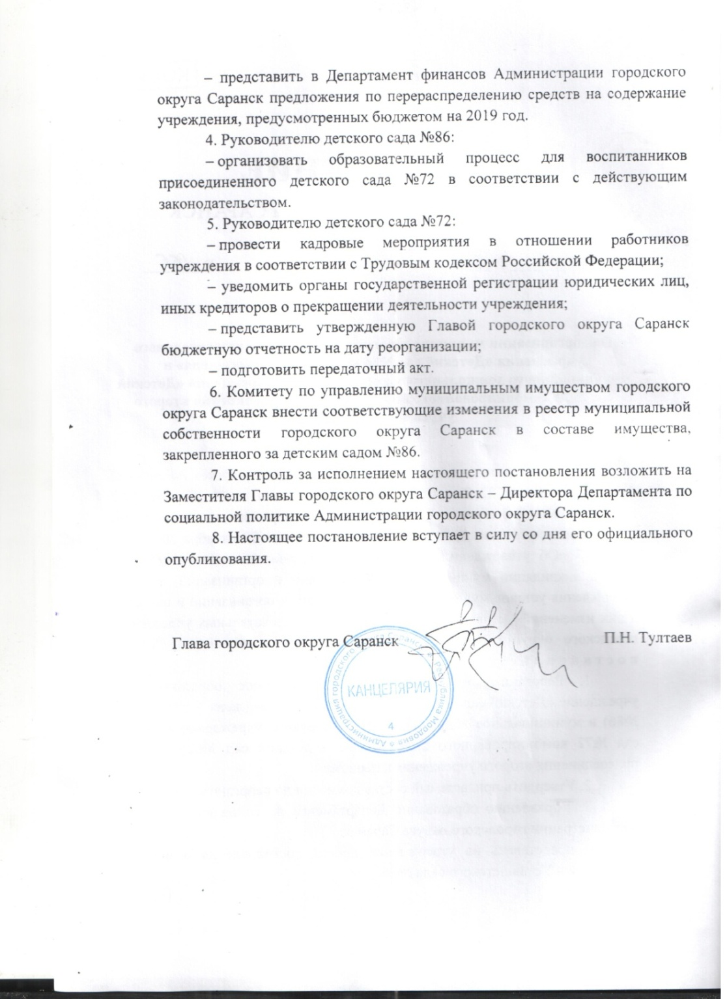 – представить в Департамент финансов Администрации городского
округа Саранск предложения по перераспределению средств на содержание
учреждения, предусмотренных бюджетом на 2019 год.
4. Руководителю детского сада №86:
– организовать образовательный процесс для воспитанников
присоединенного детского сада №72 в соответствии с действующим
законодательством.
5. Руководителю детского сада №72:
– провести кадровые мероприятия в отношении работников
учреждения в соответствии с Трудовым кодексом Российской Федерации;
– уведомить органы государственной регистрации юридических лиц,
иных кредиторов о прекращении деятельности учреждения;
– представить утвержденную Главой городского округа Саранск
бюджетную отчетность на дату реорганизации;
– подготовить передаточный акт.
6. Комитету по управлению муниципальным имуществом городского
округа Саранск внести соответствующие изменения в реестр муниципальной
собственности городского округа Саранск в составе имущества,
закрепленного за детским садом №86.
7. Контроль за исполнением настоящего постановления возложить на
Заместителя Главы городского округа Саранск – Директора Департамента по
социальной политике Администрации городского округа Саранск.
8. Настоящее постановление вступает в силу со дня его официального
опубликования.
Глава городского округа Саранск П.Н. Тултаев
Администрация городского округа Саранск Республика Мордовия
КАНЦЕЛЯРИЯ
4